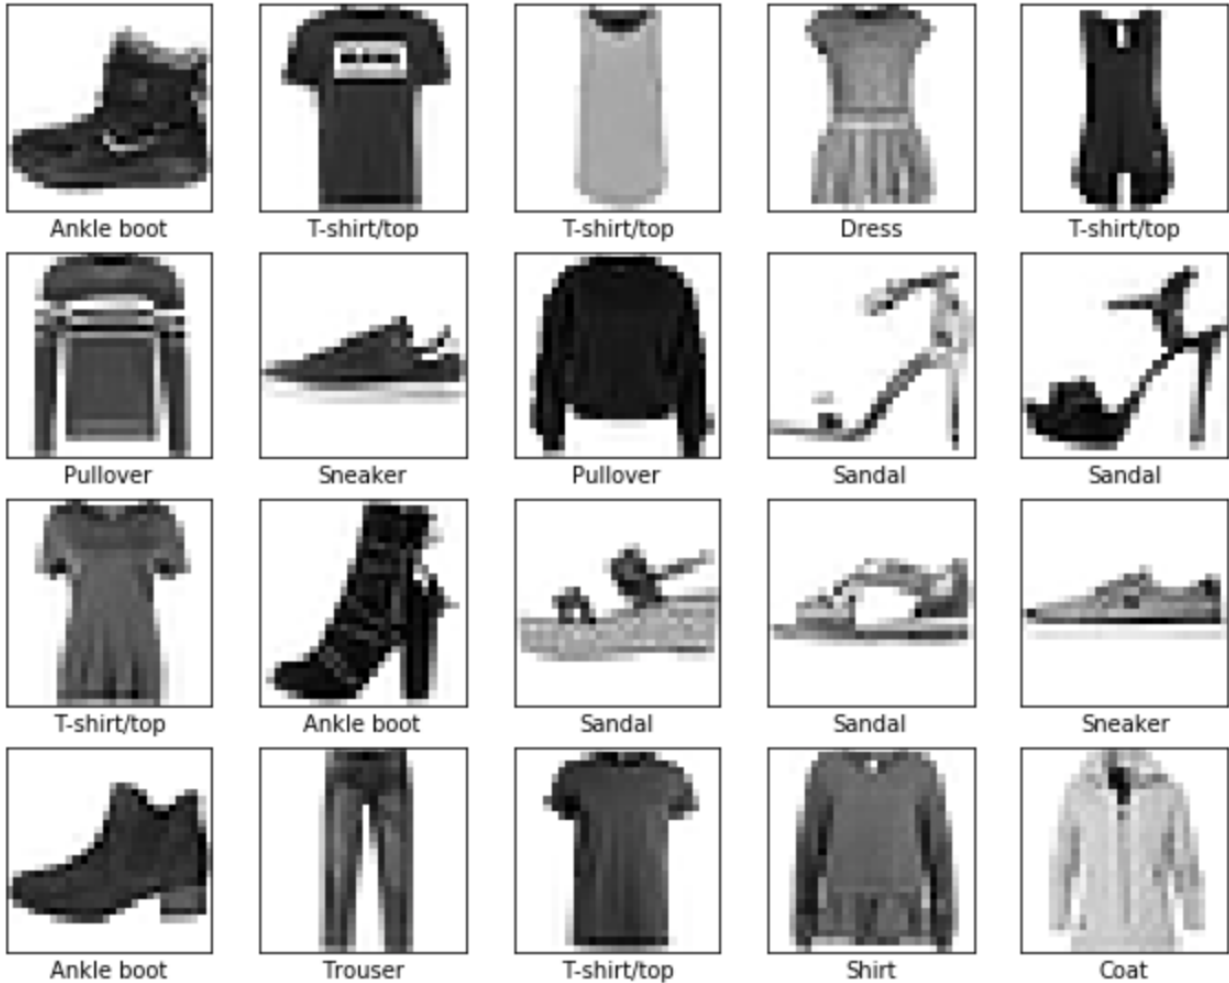 Ankle boot
T-shirt/top
T-shirt/top
Dress
T-shirt/top
Pullover
Sneaker
Pullover
Sandal
Sandal
T-shirt/top
Ankle boot
Sandal
Sandal
Sneaker
Ankle boot
Trouser
T-shirt/top
Shirt
Coat